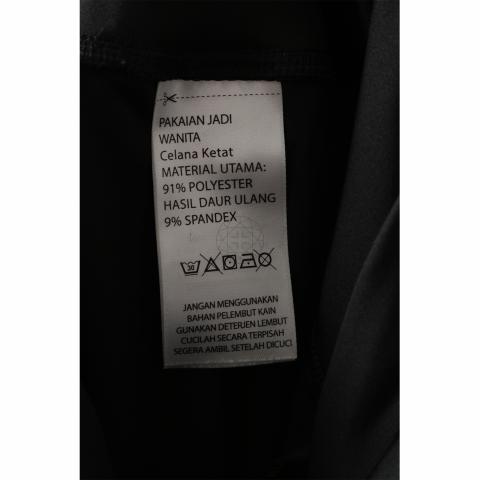 PAKAIAN JADI
WANITA
Celana Ketat
MATERIAL UTAMA:
91% POLYESTER
HASIL DAUR ULANG
9% SPANDEX
30
JANGAN MENGGUNAKAN
BAHAN PELEMBUT KAIN
GUNAKAN DETERJEN LEMBUT
CUCILAH SECARA TERPISAH
SEGERA AMBIL SETELAH DICUCI